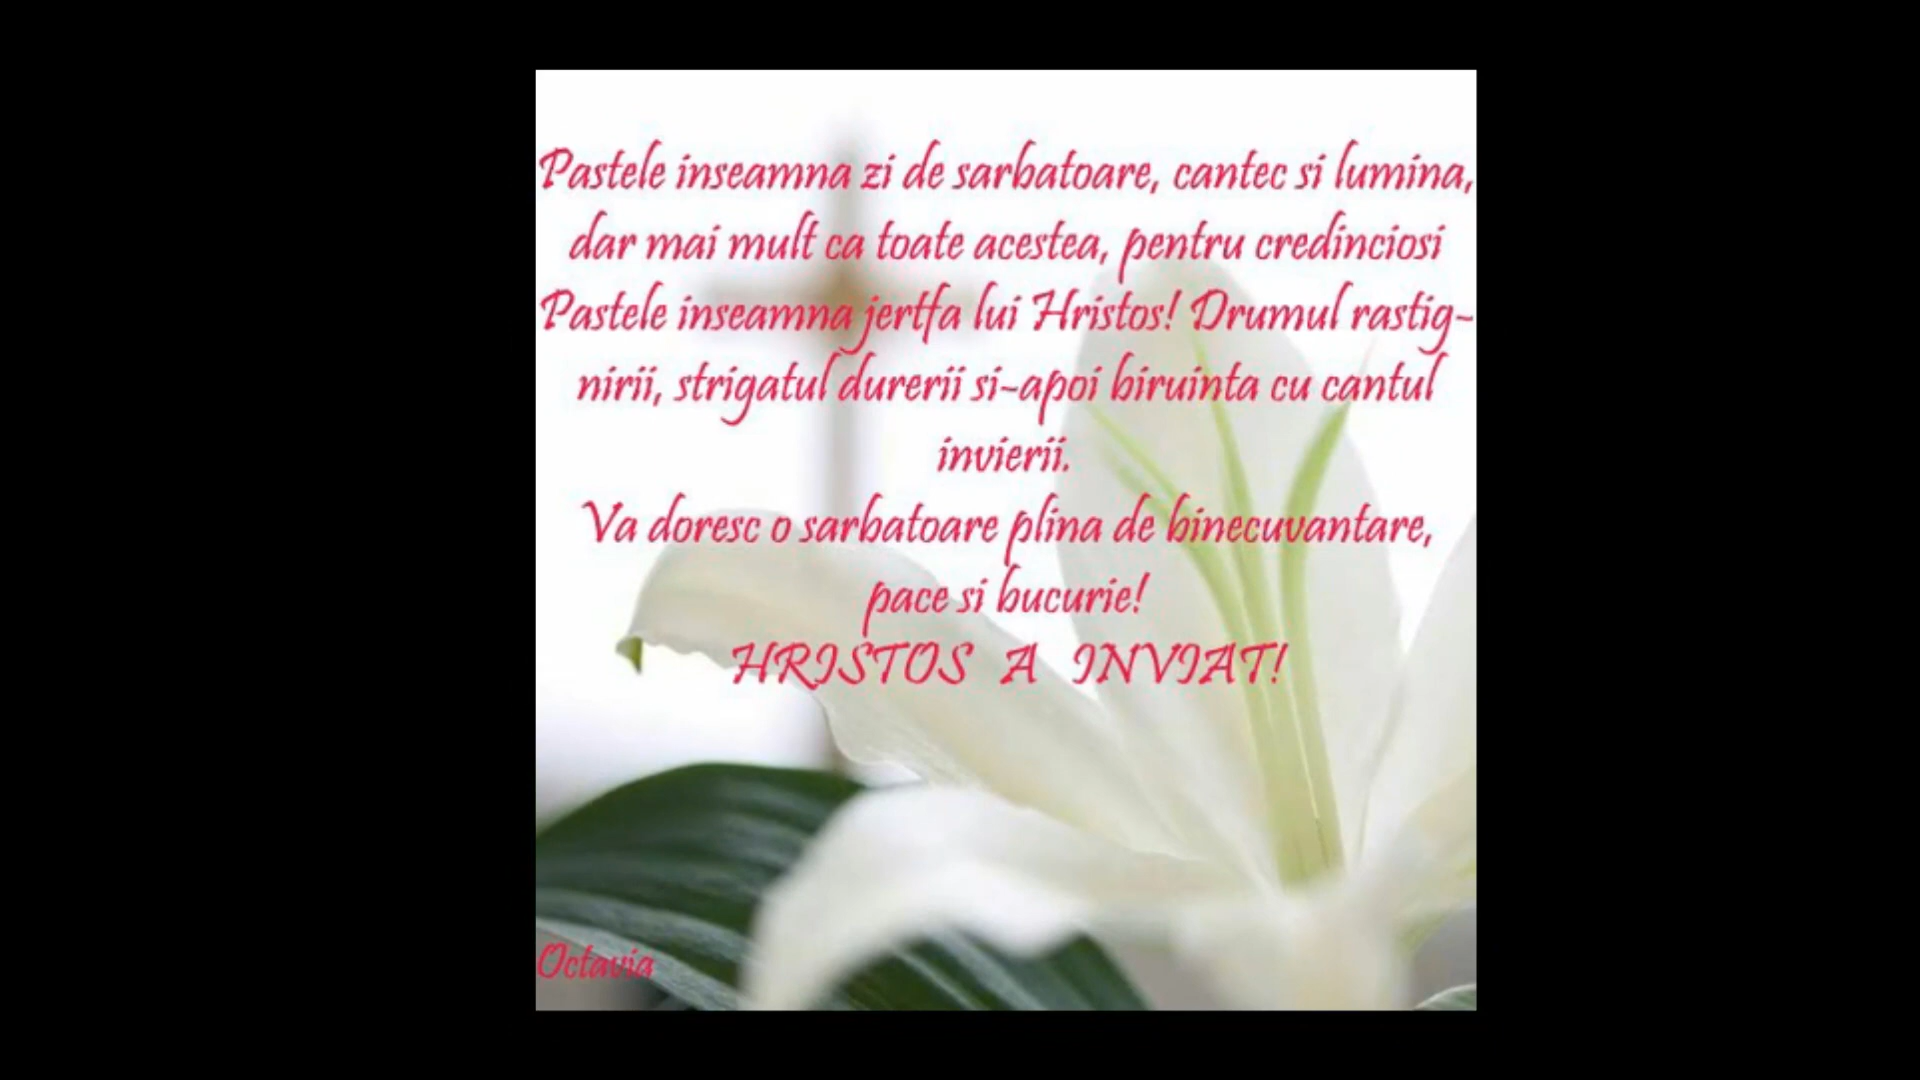 Pastele inseamna zi de sarbatoare, cantec si lumina,
dar mai mult ca toate acestea, pentru credinciosi
Pastele inseamna jertfa lui Hristos! Drumul rastig-
nirii, strigatul durerii si-apoi biruinta cu cantul
invierii.
Va doresc o sarbatoare plina de binecuvantare,
pace si bucurie!
HRISTOS A INVIAT!
Octavia